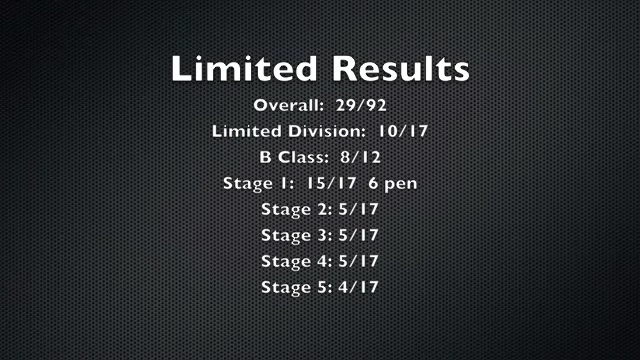 Limited Results
Overall:  29/92
Limited Division:  10/17
B Class:  8/12
Stage 1:  15/17  6 pen
Stage 2: 5/17
Stage 3: 5/17
Stage 4: 5/17
Stage 5: 4/17